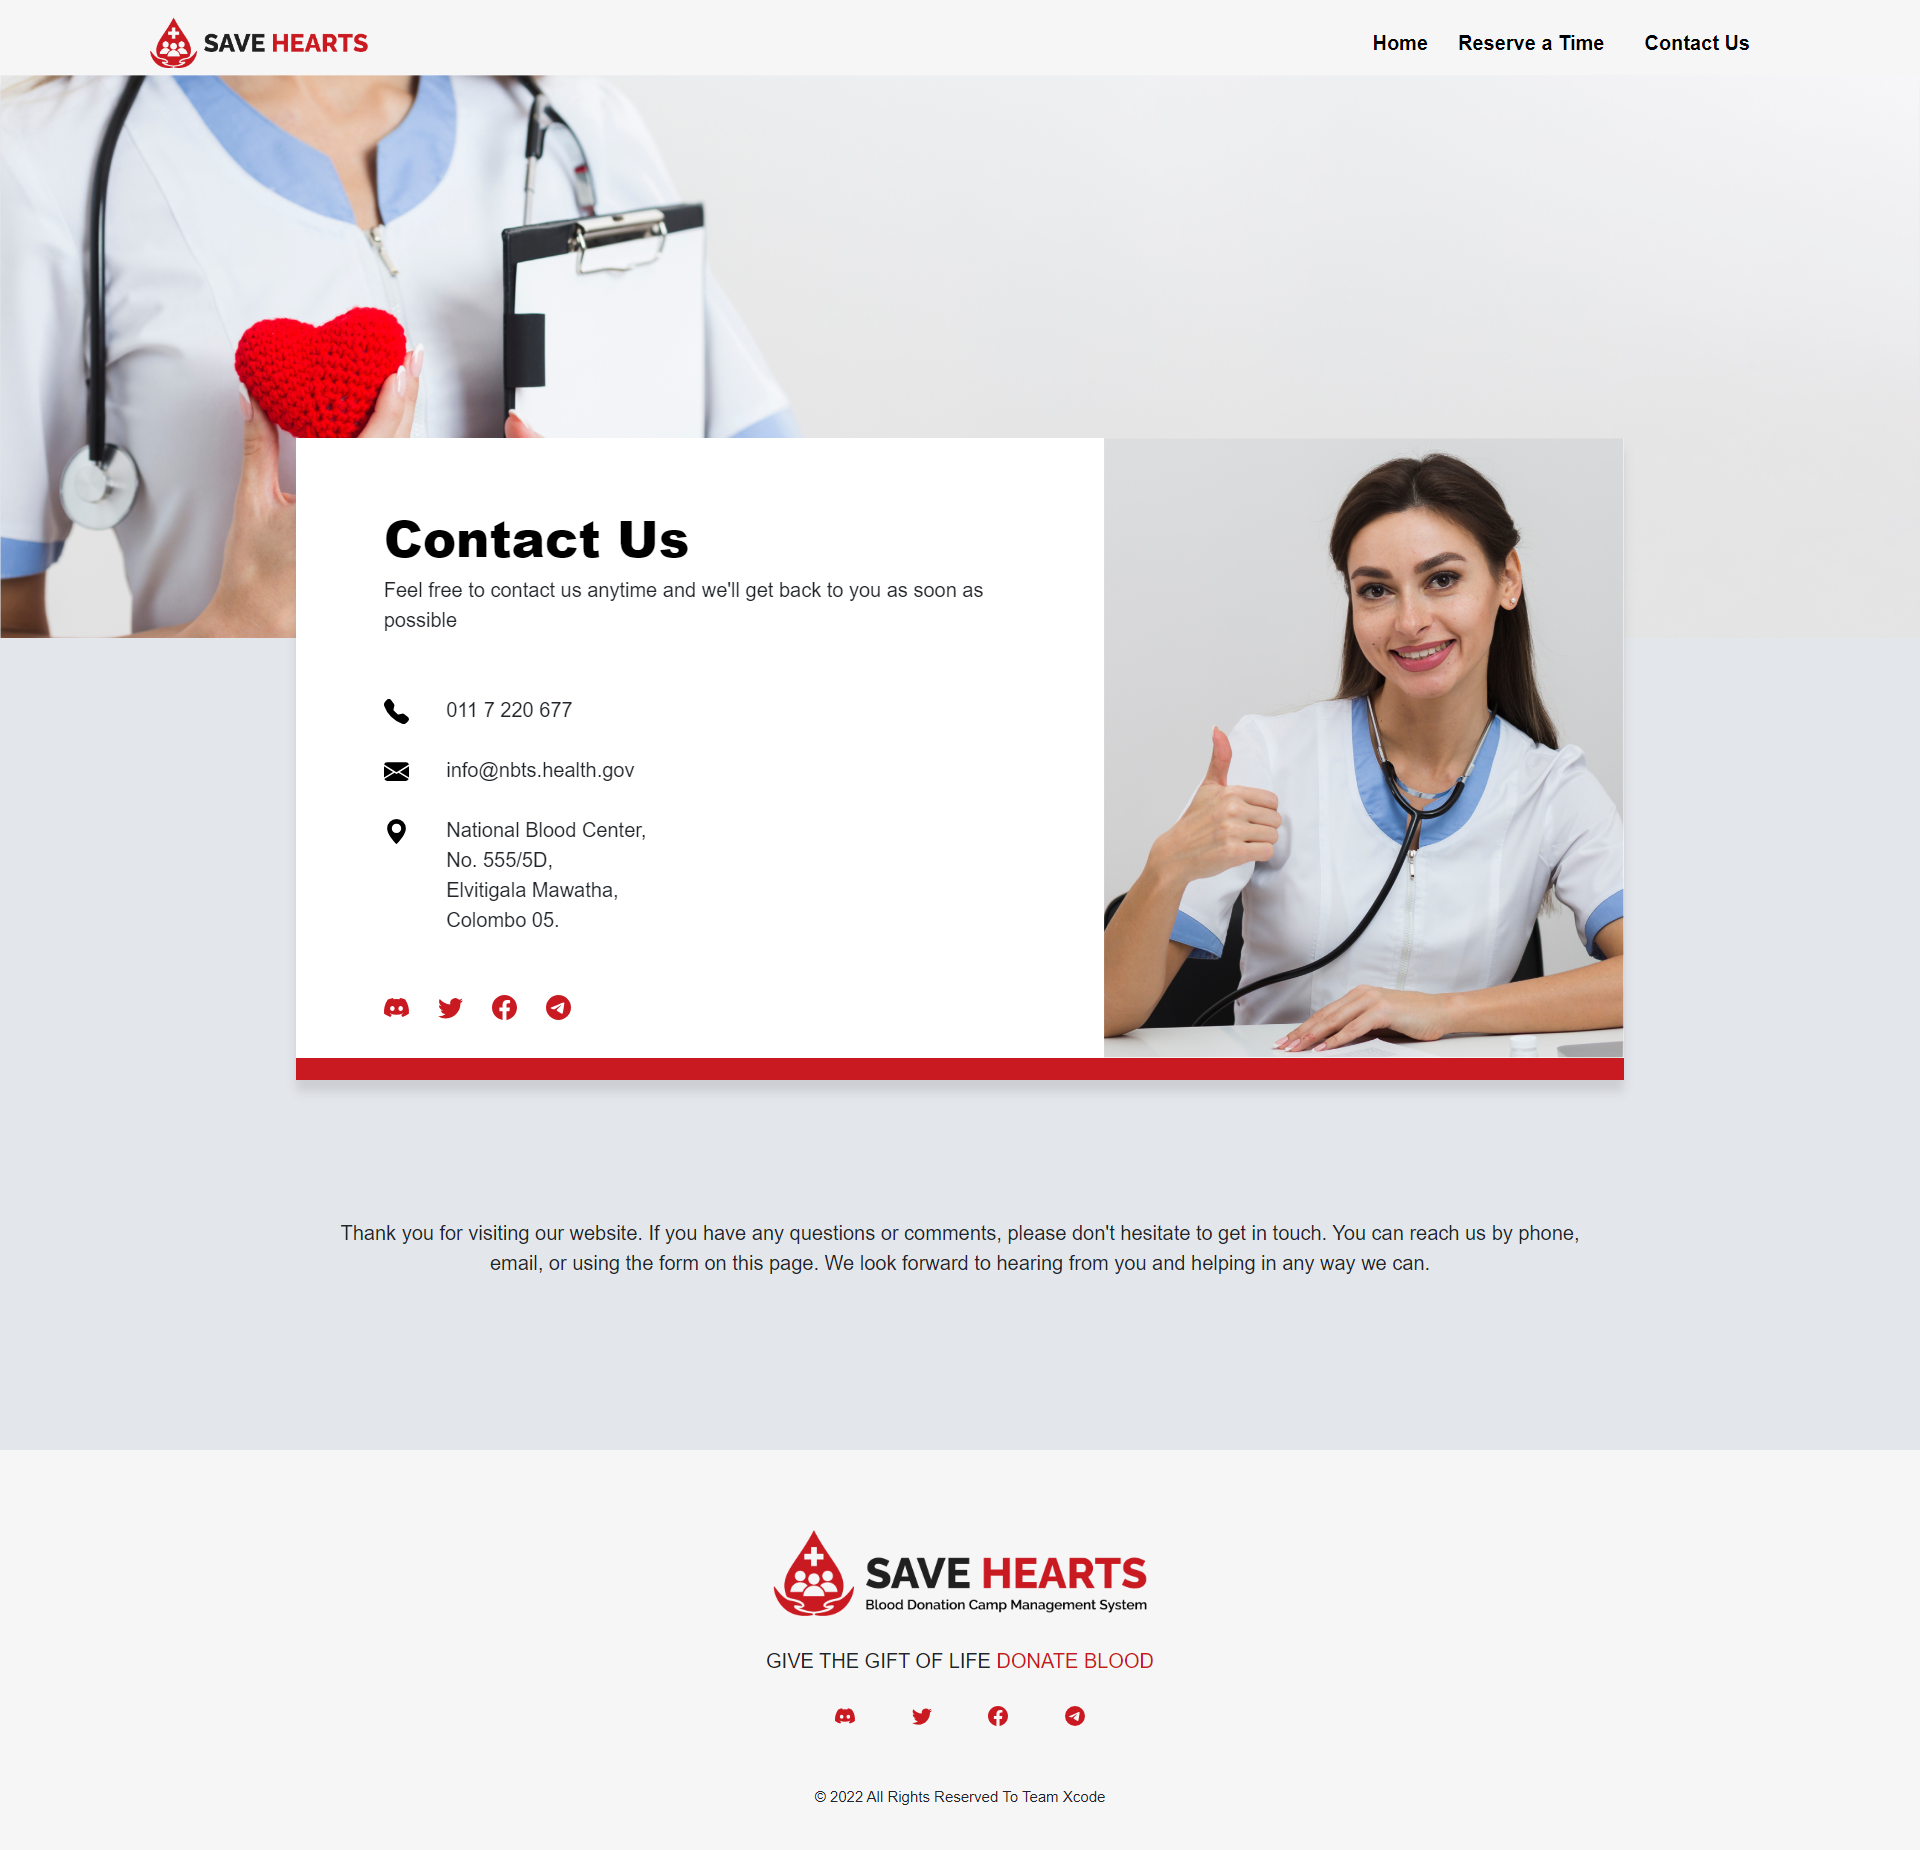 SAVE HEARTS
Home Reserve a Time Contact Us
Contact Us
Feel free to contact us anytime and we'll get back to you as soon as
possible
011 7 220 677
info@nbts.health.gov
National Blood Center,
No. 555/5D,
Elvitigala Mawatha,
Colombo 05.
Thank you for visiting our website. If you have any questions or comments, please don't hesitate to get in touch. You can reach us by phone,
email, or using the form on this page. We look forward to hearing from you and helping in any way we can.
SAVE HEARTS
Blood Donation Camp Management System
GIVE THE GIFT OF LIFE DONATE BLOOD
© 2022 All Rights Reserved To Team Xcode